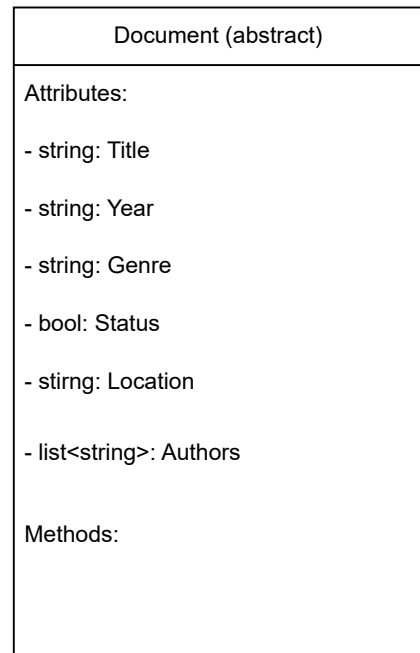 Document (abstract)
Attributes:
- string: Title
- string: Year
- string: Genre
- bool: Status
- stirng: Location
- list<string>: Authors
Methods: